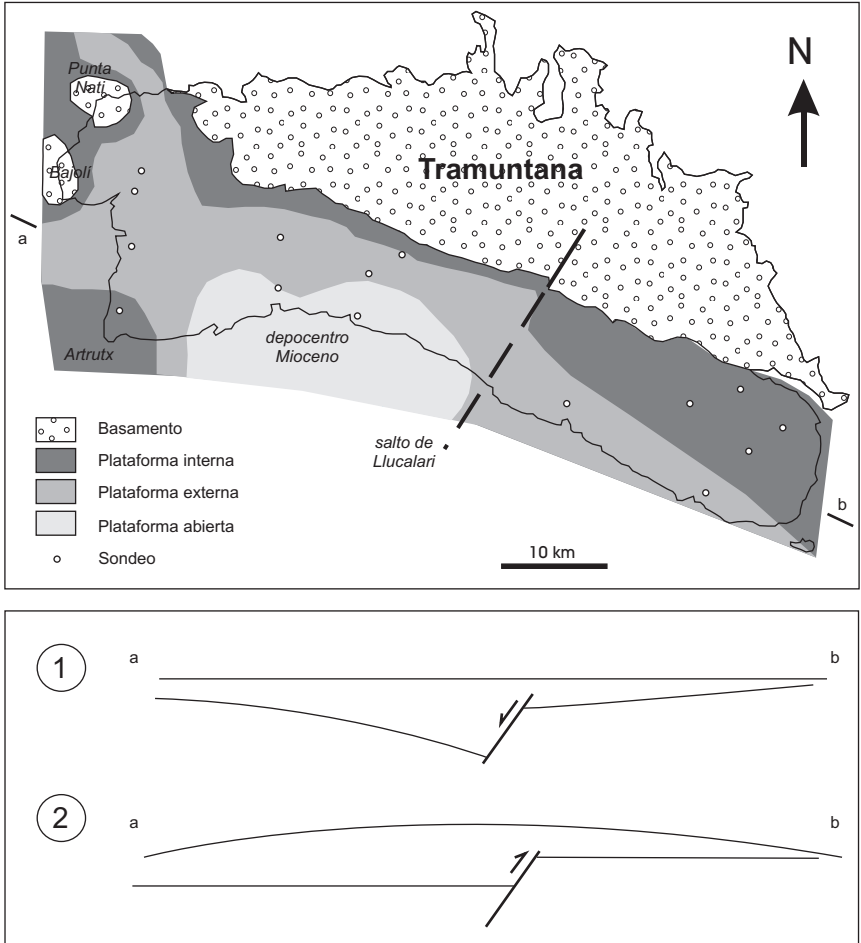 Punta
Nati
N
Tramuntana
Bajolí
a
depocentro
Mioceno
Artrutx
salto de
Llucalari
b
Basamento
Plataforma interna
Plataforma externa
Plataforma abierta
Sondeo
10 km
1
a
b
2
a
b